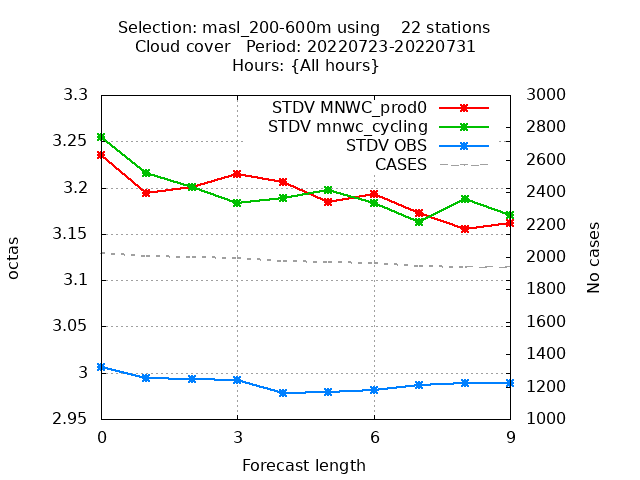 Selection: masl_200-600m using    22 stations
Cloud cover   Period: 20220723-20220731
Hours: {All hours}
3.3
3.25
3.2
3.15
3.1
3.05
3
2.95
octas
STDV MNWC_prod0
STDV mnwc_cycling
STDV OBS
CASES
3000
2800
2600
2400
2200
2000
1800
1600
1400
1200
1000
No cases
0
3
6
9
Forecast length